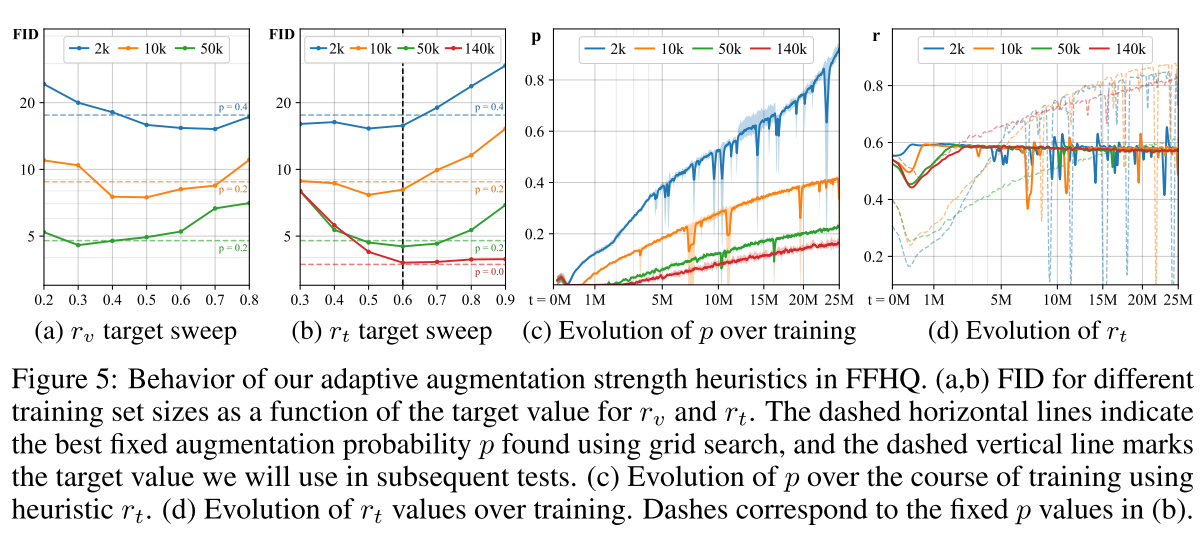 FID
2k 10k 50k
20
10
5
p = 0.4
p = 0.2
p = 0.2
0.2 0.3 0.4 0.5 0.6 0.7 0.8
(a) r_v target sweep
FID
2k 10k 50k 140k
20
10
5
p = 0.4
p = 0.2
p = 0.2
p = 0.0
0.3 0.4 0.5 0.6 0.7 0.8 0.9
(b) r_t target sweep
p
2k 10k 50k 140k
0.8
0.6
0.4
0.2
t = 0M 1M 5M 10M 15M 20M 25M
(c) Evolution of p over training
r
2k 10k 50k 140k
0.8
0.6
0.4
0.2
t = 0M 1M 5M 10M 15M 20M 25M
(d) Evolution of r_t
Figure 5: Behavior of our adaptive augmentation strength heuristics in FFHQ. (a,b) FID for different
training set sizes as a function of the target value for r_v and r_t. The dashed horizontal lines indicate
the best fixed augmentation probability p found using grid search, and the dashed vertical line marks
the target value we will use in subsequent tests. (c) Evolution of p over the course of training using
heuristic r_t. (d) Evolution of r_t values over training. Dashes correspond to the fixed p values in (b).